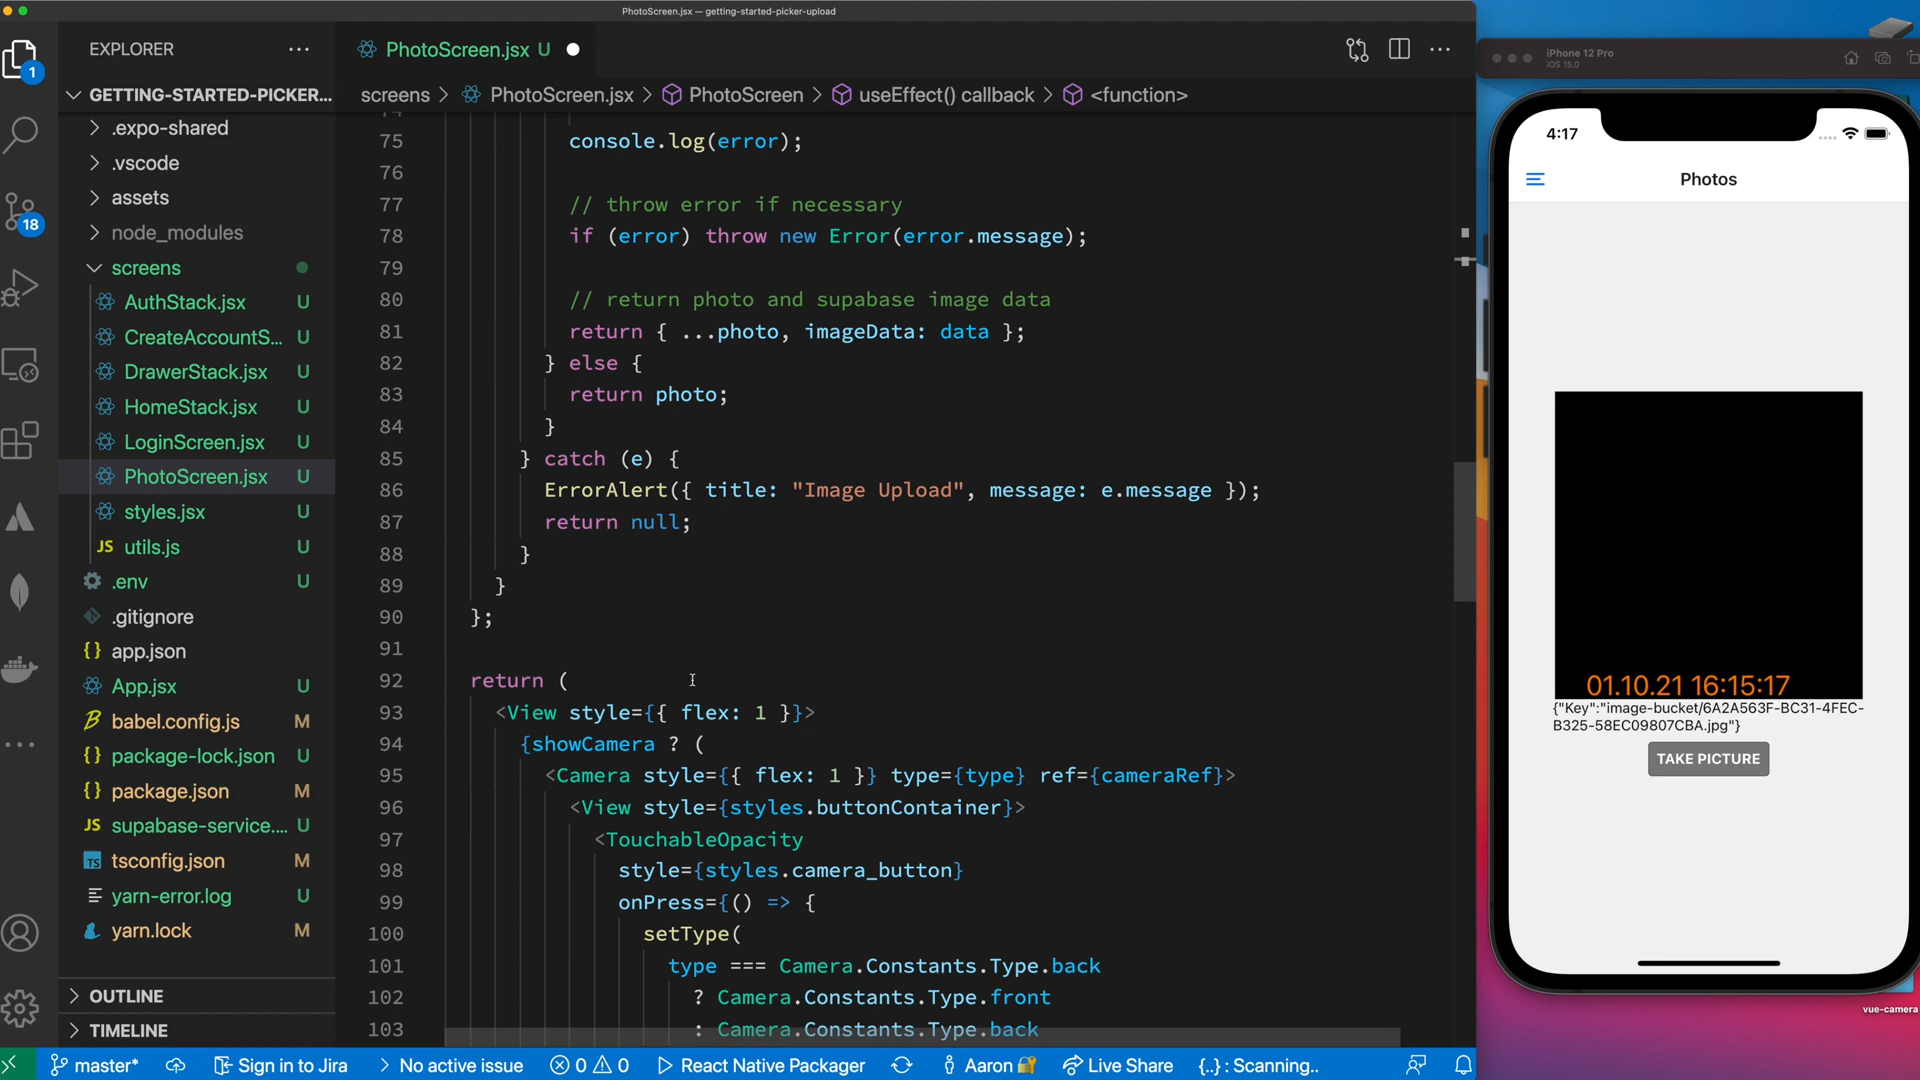 PhotoScreen.jsx — getting-started-picker-upload
EXPLORER
GETTING-STARTED-PICKER...
.expo-shared
.vscode
assets
node_modules
screens
AuthStack.jsx U
CreateAccountS... U
DrawerStack.jsx U
HomeStack.jsx U
LoginScreen.jsx U
PhotoScreen.jsx U
styles.jsx U
JS utils.js U
.env U
.gitignore
{} app.json
App.jsx U
babel.config.js M
{} package-lock.json U
{} package.json M
JS supabase-service.... U
TS tsconfig.json M
yarn-error.log U
yarn.lock M
OUTLINE
TIMELINE
1
18
PhotoScreen.jsx U
screens > PhotoScreen.jsx > PhotoScreen > useEffect() callback > <function>
75 console.log(error);
76
77 // throw error if necessary
78 if (error) throw new Error(error.message);
79
80 // return photo and supabase image data
81 return { ...photo, imageData: data };
82 } else {
83 return photo;
84 }
85 } catch (e) {
86 ErrorAlert({ title: "Image Upload", message: e.message });
87 return null;
88 }
89 }
90 };
91
92 return (
93 <View style={{ flex: 1 }}>
94 {showCamera ? (
95 <Camera style={{ flex: 1 }} type={type} ref={cameraRef}>
96 <View style={styles.buttonContainer}>
97 <TouchableOpacity
98 style={styles.camera_button}
99 onPress={() => {
100 setType(
101 type === Camera.Constants.Type.back
102 ? Camera.Constants.Type.front
103 : Camera.Constants.Type.back
master*
Sign in to Jira
No active issue
0 0
React Native Packager
Aaron
Live Share
{..} : Scanning..
iPhone 12 Pro
iOS 15.0
4:17
Photos
01.10.21 16:15:17
{"Key":"image-bucket/6A2A563F-BC31-4FEC-
B325-58EC09807CBA.jpg"}
TAKE PICTURE
vue-camera